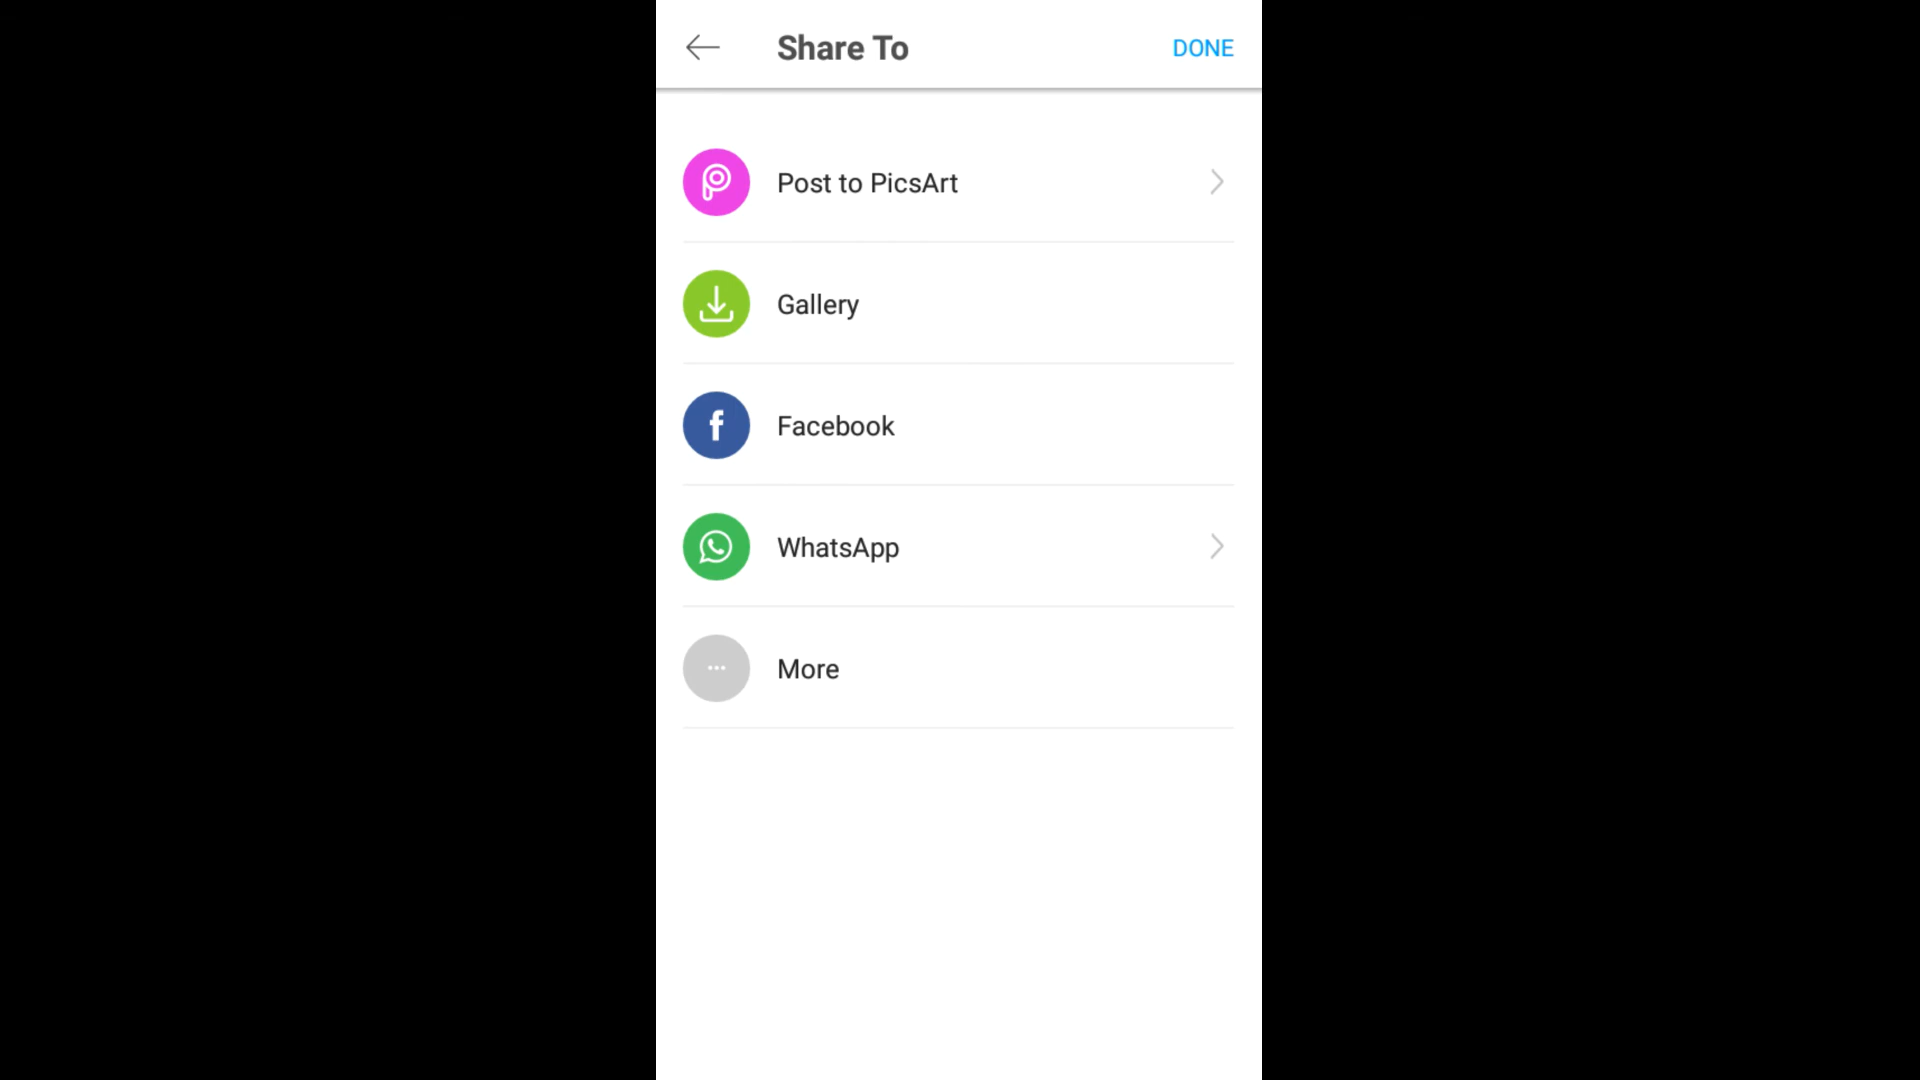 Share To
DONE
Post to PicsArt
Gallery
Facebook
WhatsApp
More